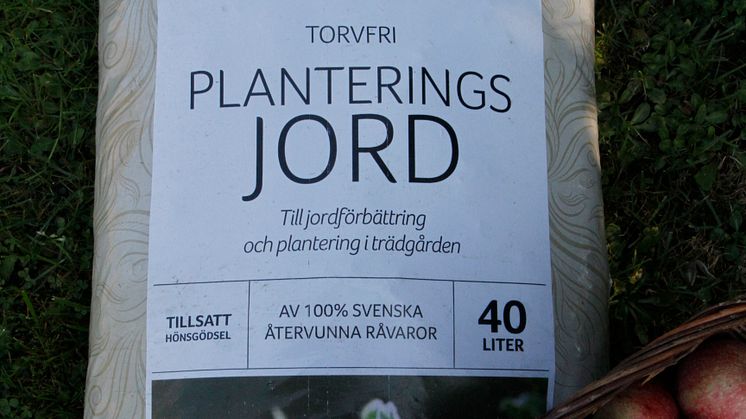 TORVFRI
PLANTERINGS
JORD
Till jordförbättring
och plantering i trädgården
TILLSATT
HÖNSGÖDSEL
AV 100% SVENSKA
ÅTERVUNNA RÅVAROR
40
LITER